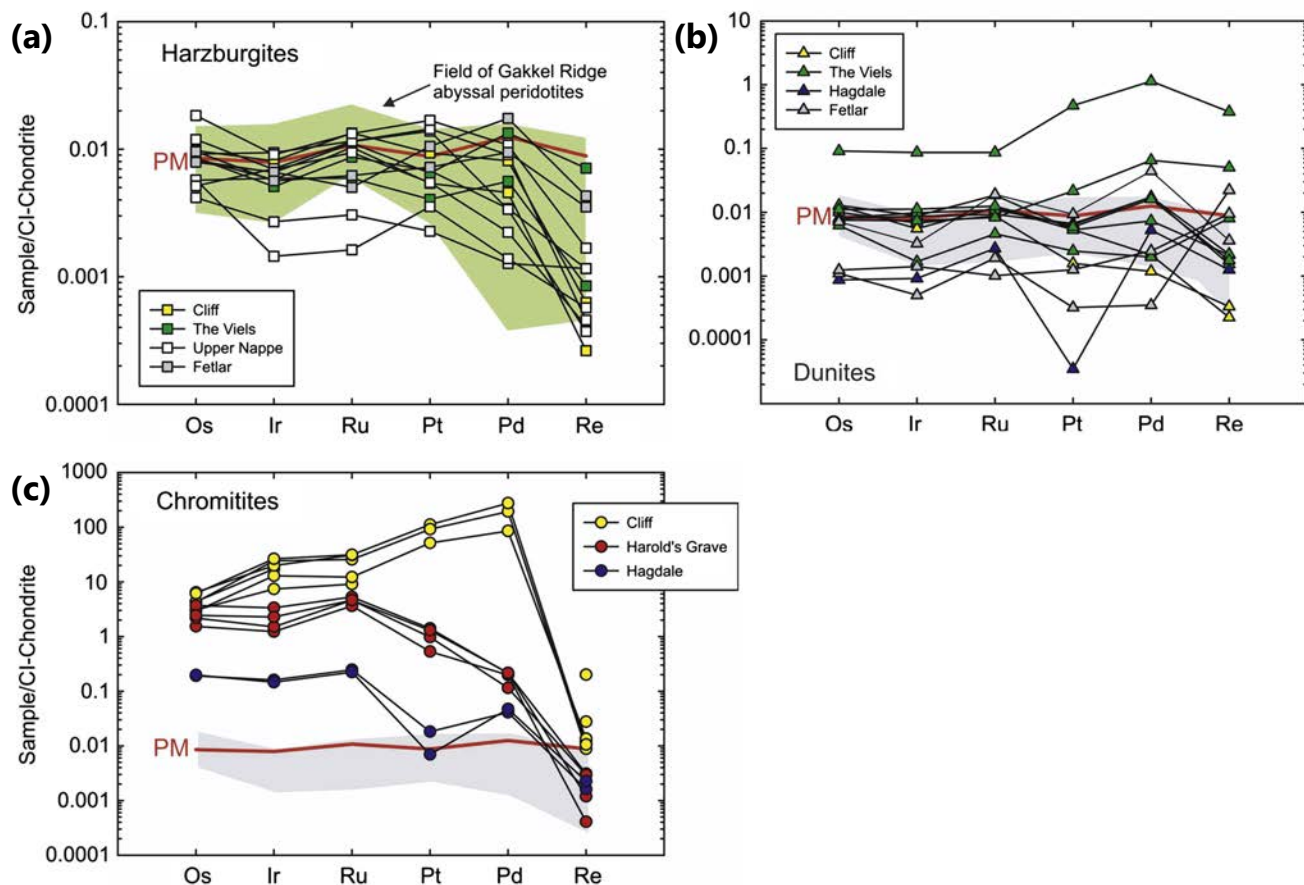 (a)
Harzburgites
Field of Gakkel Ridge
abyssal peridotites
PM
Sample/CI-Chondrite
0.1
0.01
0.001
0.0001
Cliff
The Viels
Upper Nappe
Fetlar
Os Ir Ru Pt Pd Re
(b)
Cliff
The Viels
Hagdale
Fetlar
PM
Dunites
10
1
0.1
0.01
0.001
0.0001
Os Ir Ru Pt Pd Re
(c)
Chromitites
Cliff
Harold's Grave
Hagdale
PM
Sample/CI-Chondrite
1000
100
10
1
0.1
0.01
0.001
0.0001
Os Ir Ru Pt Pd Re